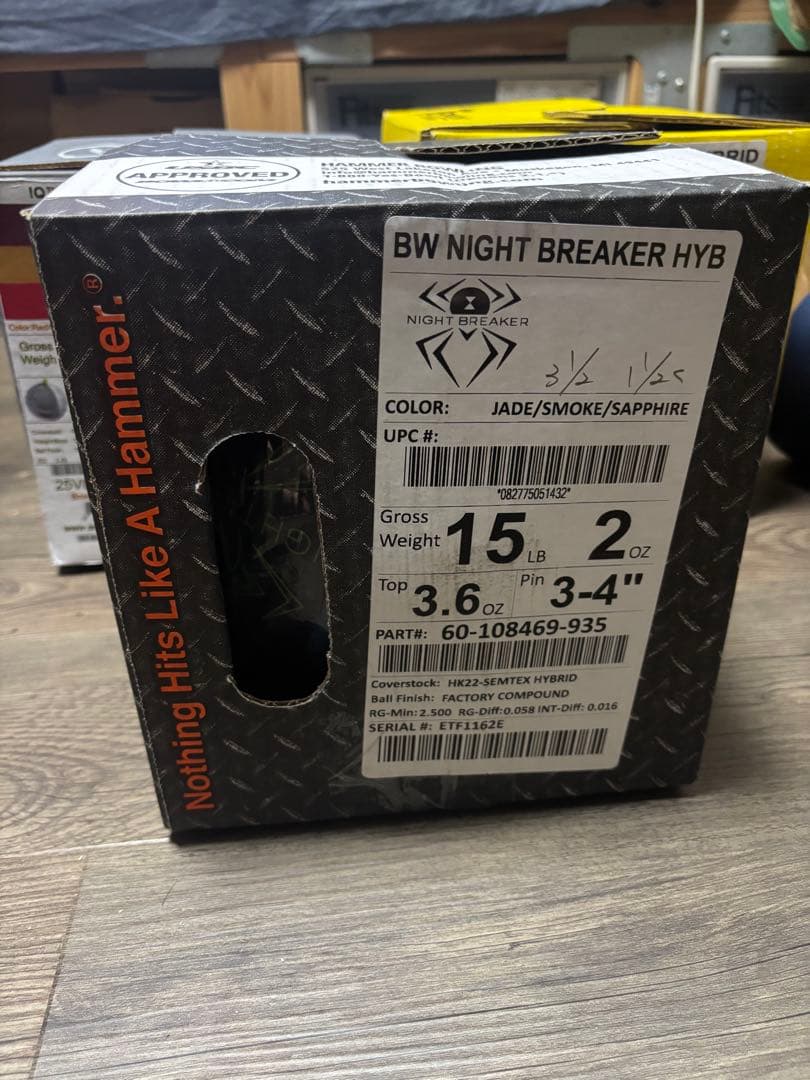 APPROVED
HAMMER
Nothing Hits Like A Hammer.®
BW NIGHT BREAKER HYB
NIGHT BREAKER
3 1/2
COLOR: JADE/SMOKE/SAPPHIRE
UPC #:
*082775051432*
Gross Weight 15 LB 2 OZ
Top 3.6 OZ Pin 3-4"
PART#: 60-108469-935
Coverstock: HK22-SEMTEX HYBRID
Ball Finish: FACTORY COMPOUND
RG-Min: 2.500 RG-Diff:0.058 INT-Diff: 0.016
SERIAL #: ETF1162E
Gross
Weigh